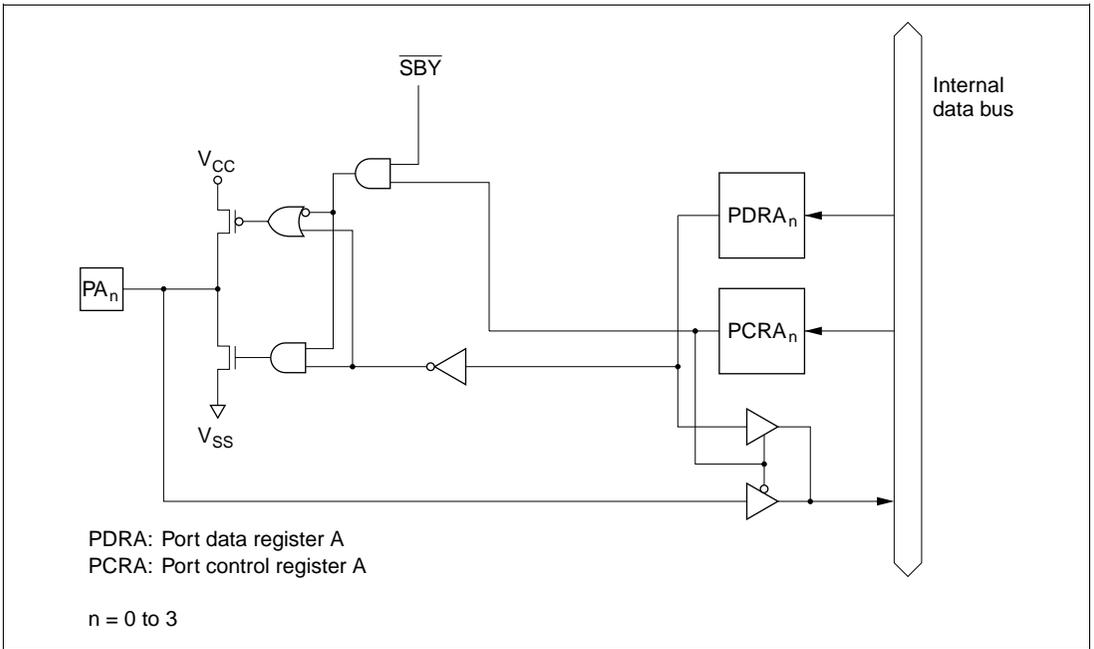 S̅B̅Y̅
Internal
data bus
VCC
PDRAn
PAn
PCRAn
VSS
PDRA: Port data register A
PCRA: Port control register A
n = 0 to 3